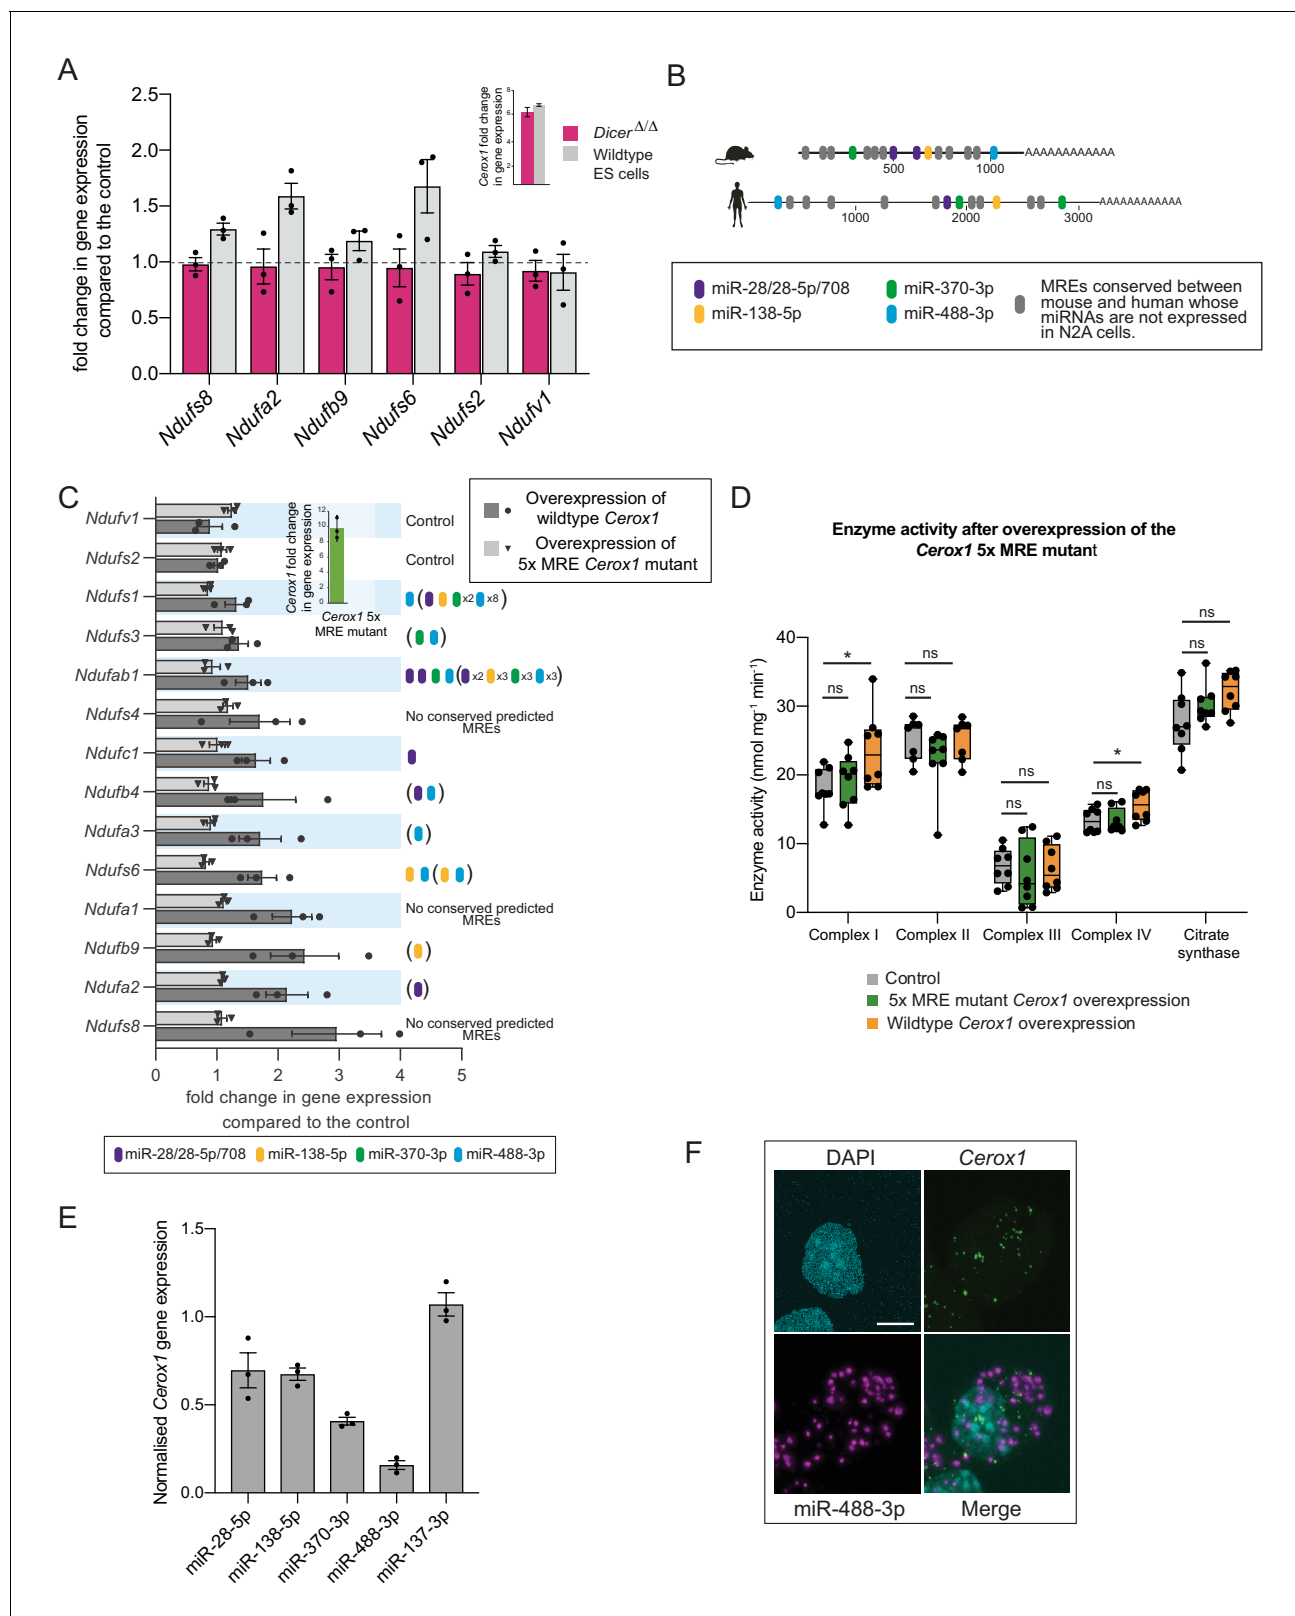 A
fold change in gene expression
compared to the control
2.5
2.0
1.5
1.0
0.5
0.0
Ndufs8
Ndufa2
Ndufb9
Ndufs6
Ndufs2
Ndufv1
Cerox1 fold change
in gene expression
8
6
4
2
Dicer Δ/Δ
Wildtype
ES cells
B
500
1000
AAAAAAAAAAAA
1000
2000
3000
AAAAAAAAAAAA
miR-28/28-5p/708
miR-138-5p
miR-370-3p
miR-488-3p
MREs conserved between
mouse and human whose
miRNAs are not expressed
in N2A cells.
C
Overexpression of
wildtype Cerox1
Overexpression of
5x MRE Cerox1 mutant
Cerox1 fold change
in gene expression
12
10
8
6
4
2
0
Cerox1 5x
MRE mutant
Ndufv1
Control
Ndufs2
Control
Ndufs1
( x2 x8 )
Ndufs3
( )
Ndufab1
( x2 x3 x3 x3 )
Ndufs4
No conserved predicted
MREs
Ndufc1
Ndufb4
( )
Ndufa3
( )
Ndufs6
( )
Ndufa1
No conserved predicted
MREs
Ndufb9
( )
Ndufa2
( )
Ndufs8
No conserved predicted
MREs
0 1 2 3 4 5
fold change in gene expression
compared to the control
miR-28/28-5p/708 miR-138-5p miR-370-3p miR-488-3p
D
Enzyme activity after overexpression of the
Cerox1 5x MRE mutant
Enzyme activity (nmol mg⁻¹ min⁻¹)
40
30
20
10
0
*
ns
ns
ns
ns
ns
*
ns
ns
ns
Complex I
Complex II
Complex III
Complex IV
Citrate
synthase
Control
5x MRE mutant Cerox1 overexpression
Wildtype Cerox1 overexpression
E
Normalised Cerox1 gene expression
1.5
1.0
0.5
0.0
miR-28-5p
miR-138-5p
miR-370-3p
miR-488-3p
miR-137-3p
F
DAPI
Cerox1
miR-488-3p
Merge